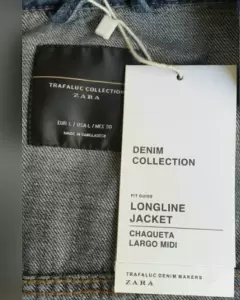 TRAFALUC COLLECTION
ZARA
EUR L / USA L / MEX 30
MADE IN BANGLADESH
DENIM
COLLECTION
FIT GUIDE
LONGLINE
JACKET
CHAQUETA
LARGO MIDI
TRAFALUC DENIM MAKERS
ZARA